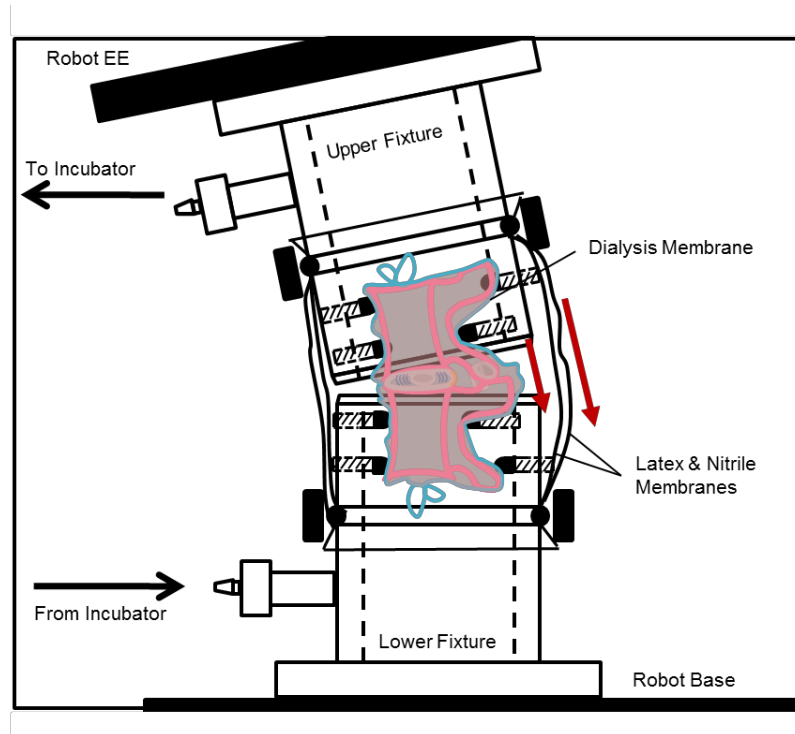 Robot EE
Upper Fixture
To Incubator
Dialysis Membrane
Latex & Nitrile
Membranes
From Incubator
Lower Fixture
Robot Base